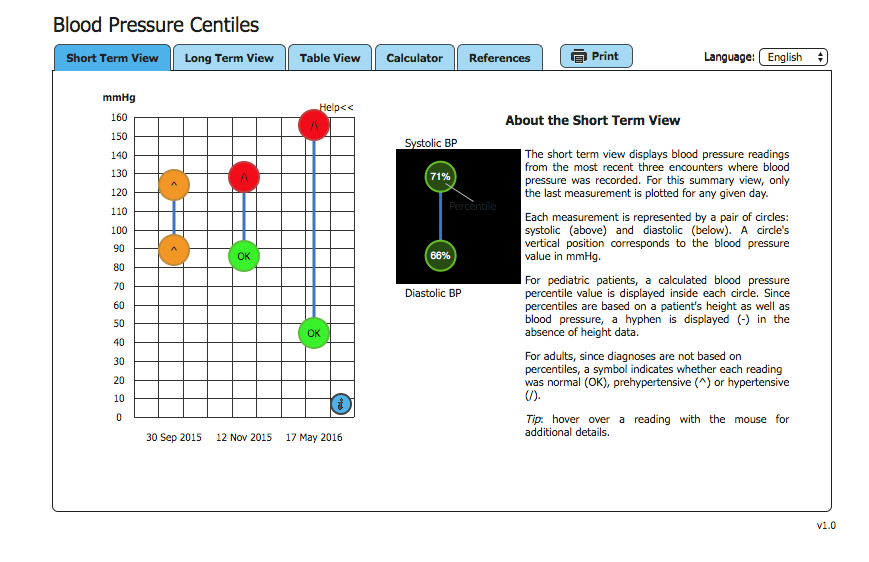 Blood Pressure Centiles
Short Term View
Long Term View
Table View
Calculator
References
Print
Language:
English
mmHg
Help<<
160
150
140
130
120
110
100
90
80
70
60
50
40
30
20
10
0
^
^
/\
OK
/\
OK
i
30 Sep 2015
12 Nov 2015
17 May 2016
About the Short Term View
Systolic BP
71%
Percentile
66%
Diastolic BP
The short term view displays blood pressure readings
from the most recent three encounters where blood
pressure was recorded. For this summary view, only
the last measurement is plotted for any given day.
Each measurement is represented by a pair of circles:
systolic (above) and diastolic (below). A circle's
vertical position corresponds to the blood pressure
value in mmHg.
For pediatric patients, a calculated blood pressure
percentile value is displayed inside each circle. Since
percentiles are based on a patient's height as well as
blood pressure, a hyphen is displayed (-) in the
absence of height data.
For adults, since diagnoses are not based on
percentiles, a symbol indicates whether each reading
was normal (OK), prehypertensive (^) or hypertensive
(/).
Tip: hover over a reading with the mouse for
additional details.
v1.0